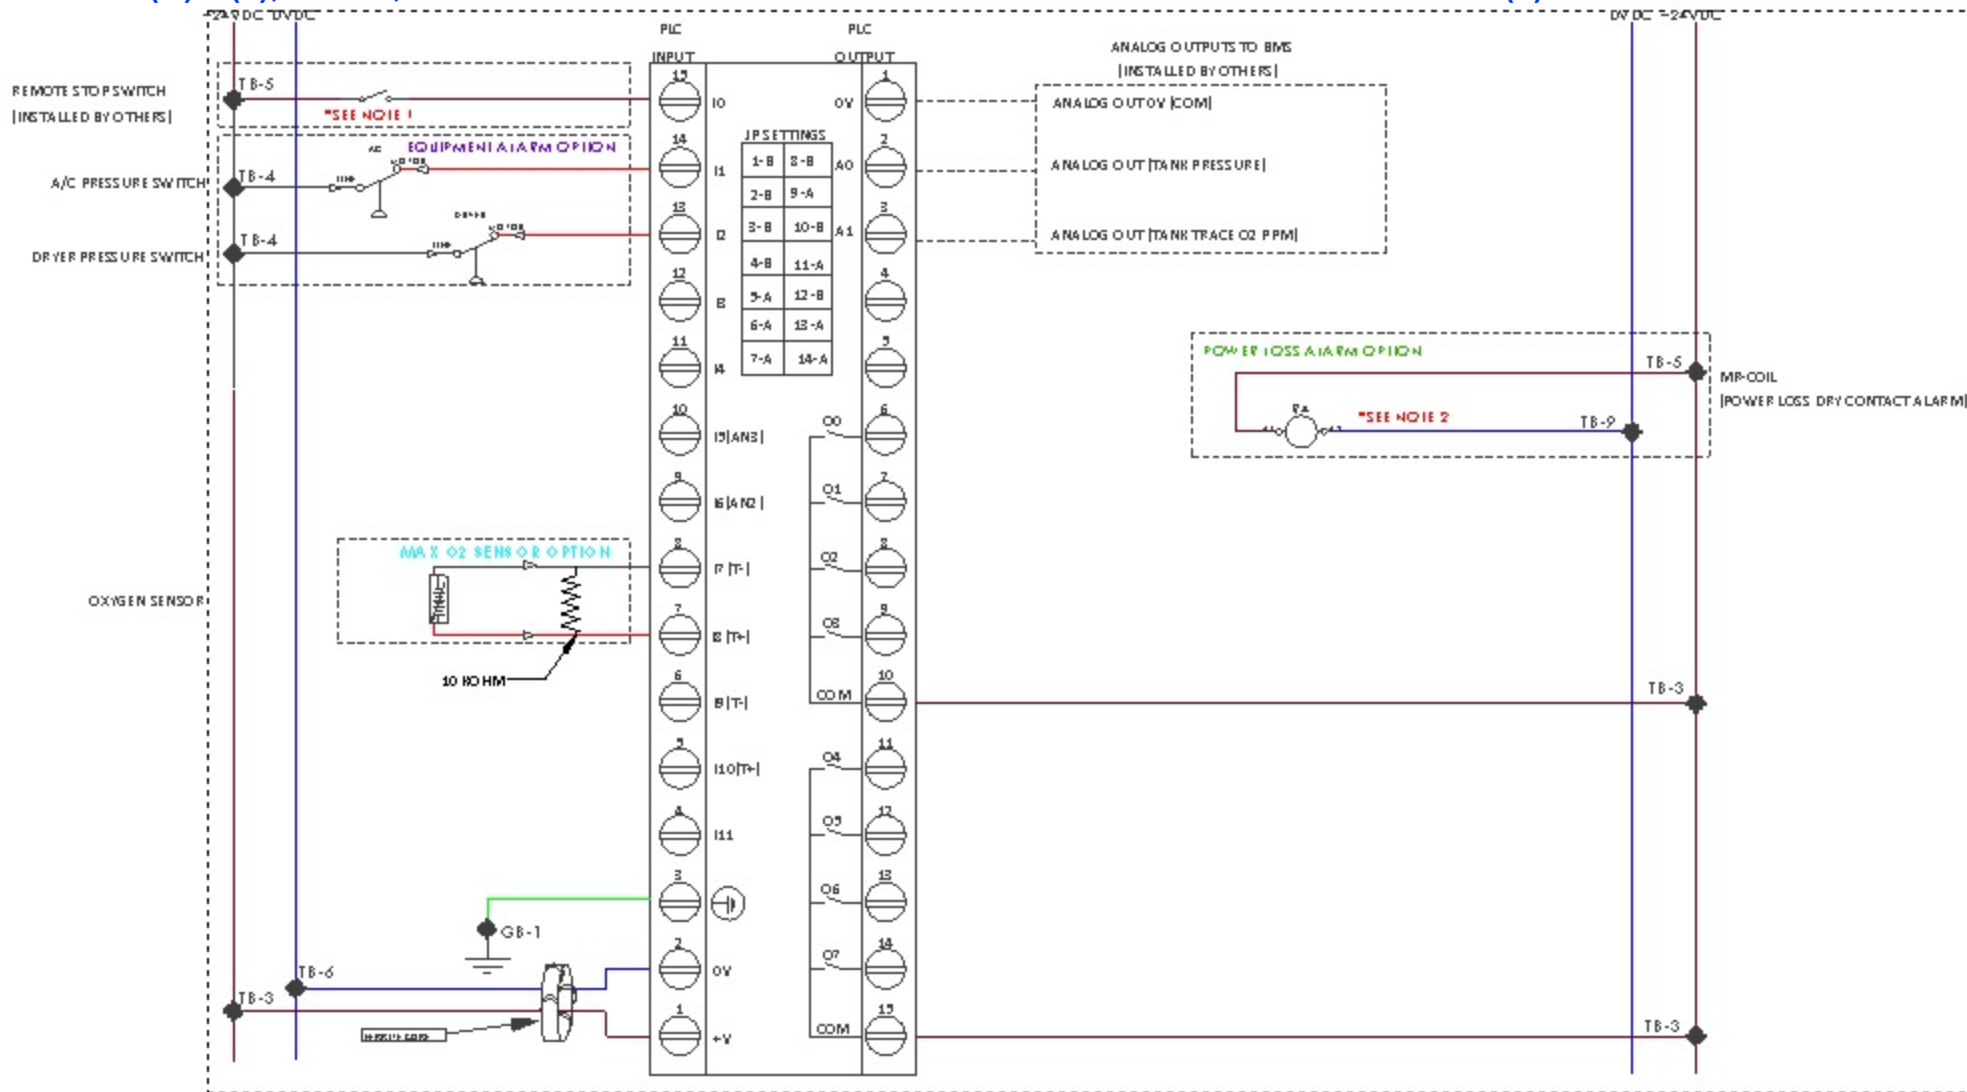 0VDC
0VDC -24VDC
PLC
INPUT
PLC
OUTPUT
ANALOG OUTPUTS TO BMS
(INSTALLED BY OTHERS)
REMOTE STOP SWITCH
(INSTALLED BY OTHERS)
TB-5
*SEE NOTE 1
15
I0
1
0V
ANALOG OUT 0V (COM)
EQUIPMENT ALARM OPTION
A/C PRESSURE SWITCH
TB-4
AC
14
I1
JP SETTINGS
1-B 8-B
2-B 9-A
3-B 10-B
4-B 11-A
5-A 12-B
6-A 13-A
7-A 14-A
2
A0
ANALOG OUT (TANK PRESSURE)
DRYER PRESSURE SWITCH
TB-4
13
I2
3
A1
ANALOG OUT (TANK TRACE O2 PPM)
12
I3
4
11
I4
5
POWER LOSS ALARM OPTION
TB-5
MR-COIL
(POWER LOSS DRY CONTACT ALARM)
*SEE NOTE 2
TB-9
10
I5(AN3)
O0
6
9
I6(AN2)
O1
7
OXYGEN SENSOR
MAX O2 SENSOR OPTION
8
I7(T-)
O2
8
7
I8(T+)
O3
9
10 KOHM
6
I9(T-)
COM
10
TB-3
5
I10(T+)
O4
11
4
I11
O5
12
3
O6
13
GB-1
2
0V
O7
14
TB-6
TB-3
1
+V
COM
15
TB-3